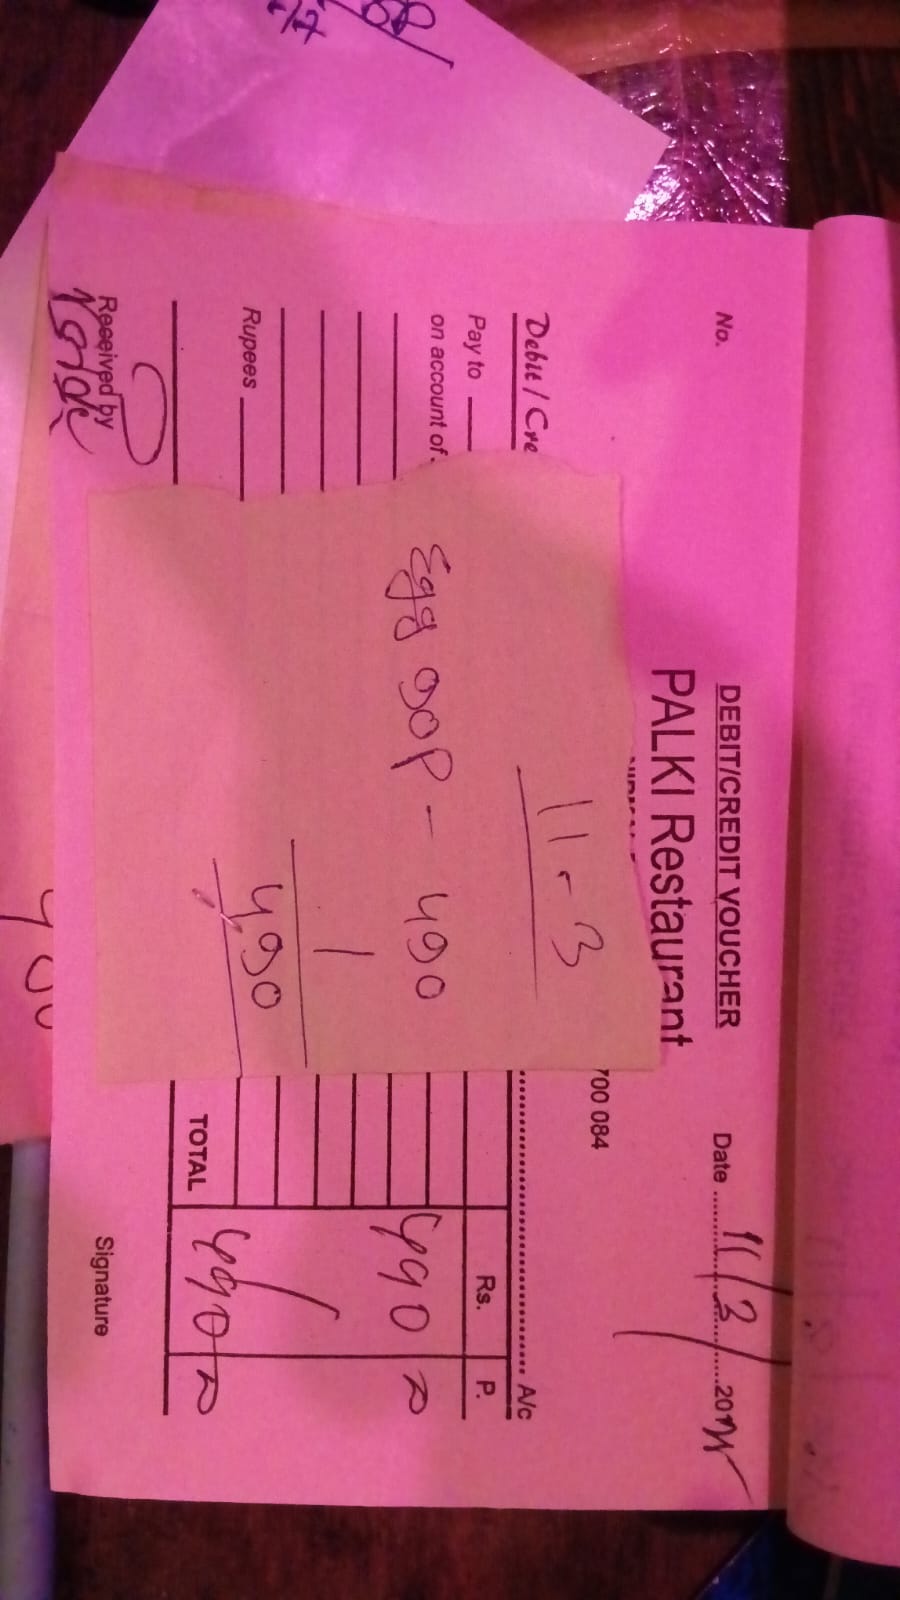 DEBIT/CREDIT VOUCHER
No.
Date 11/3 20
PALKI Restaurant
700 084
Debit / Cre
A/c
Pay to
Rs. P.
on account of
490
Rupees
TOTAL 490
Received by
Signature
11-3
Egg 90P - 490
490